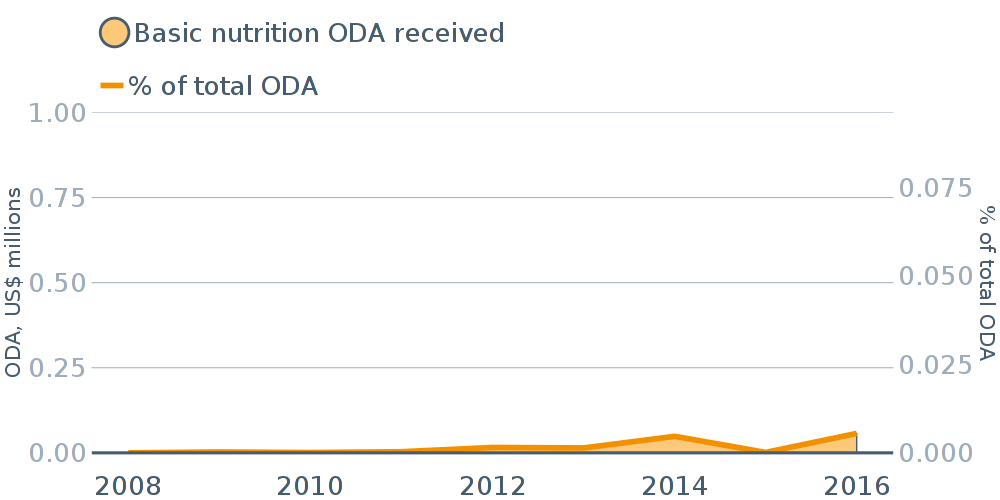 Basic nutrition ODA received
% of total ODA
1.00
0.75
0.50
0.25
0.00
ODA, US$ millions
0.075
0.050
0.025
0.000
% of total ODA
2008 2010 2012 2014 2016